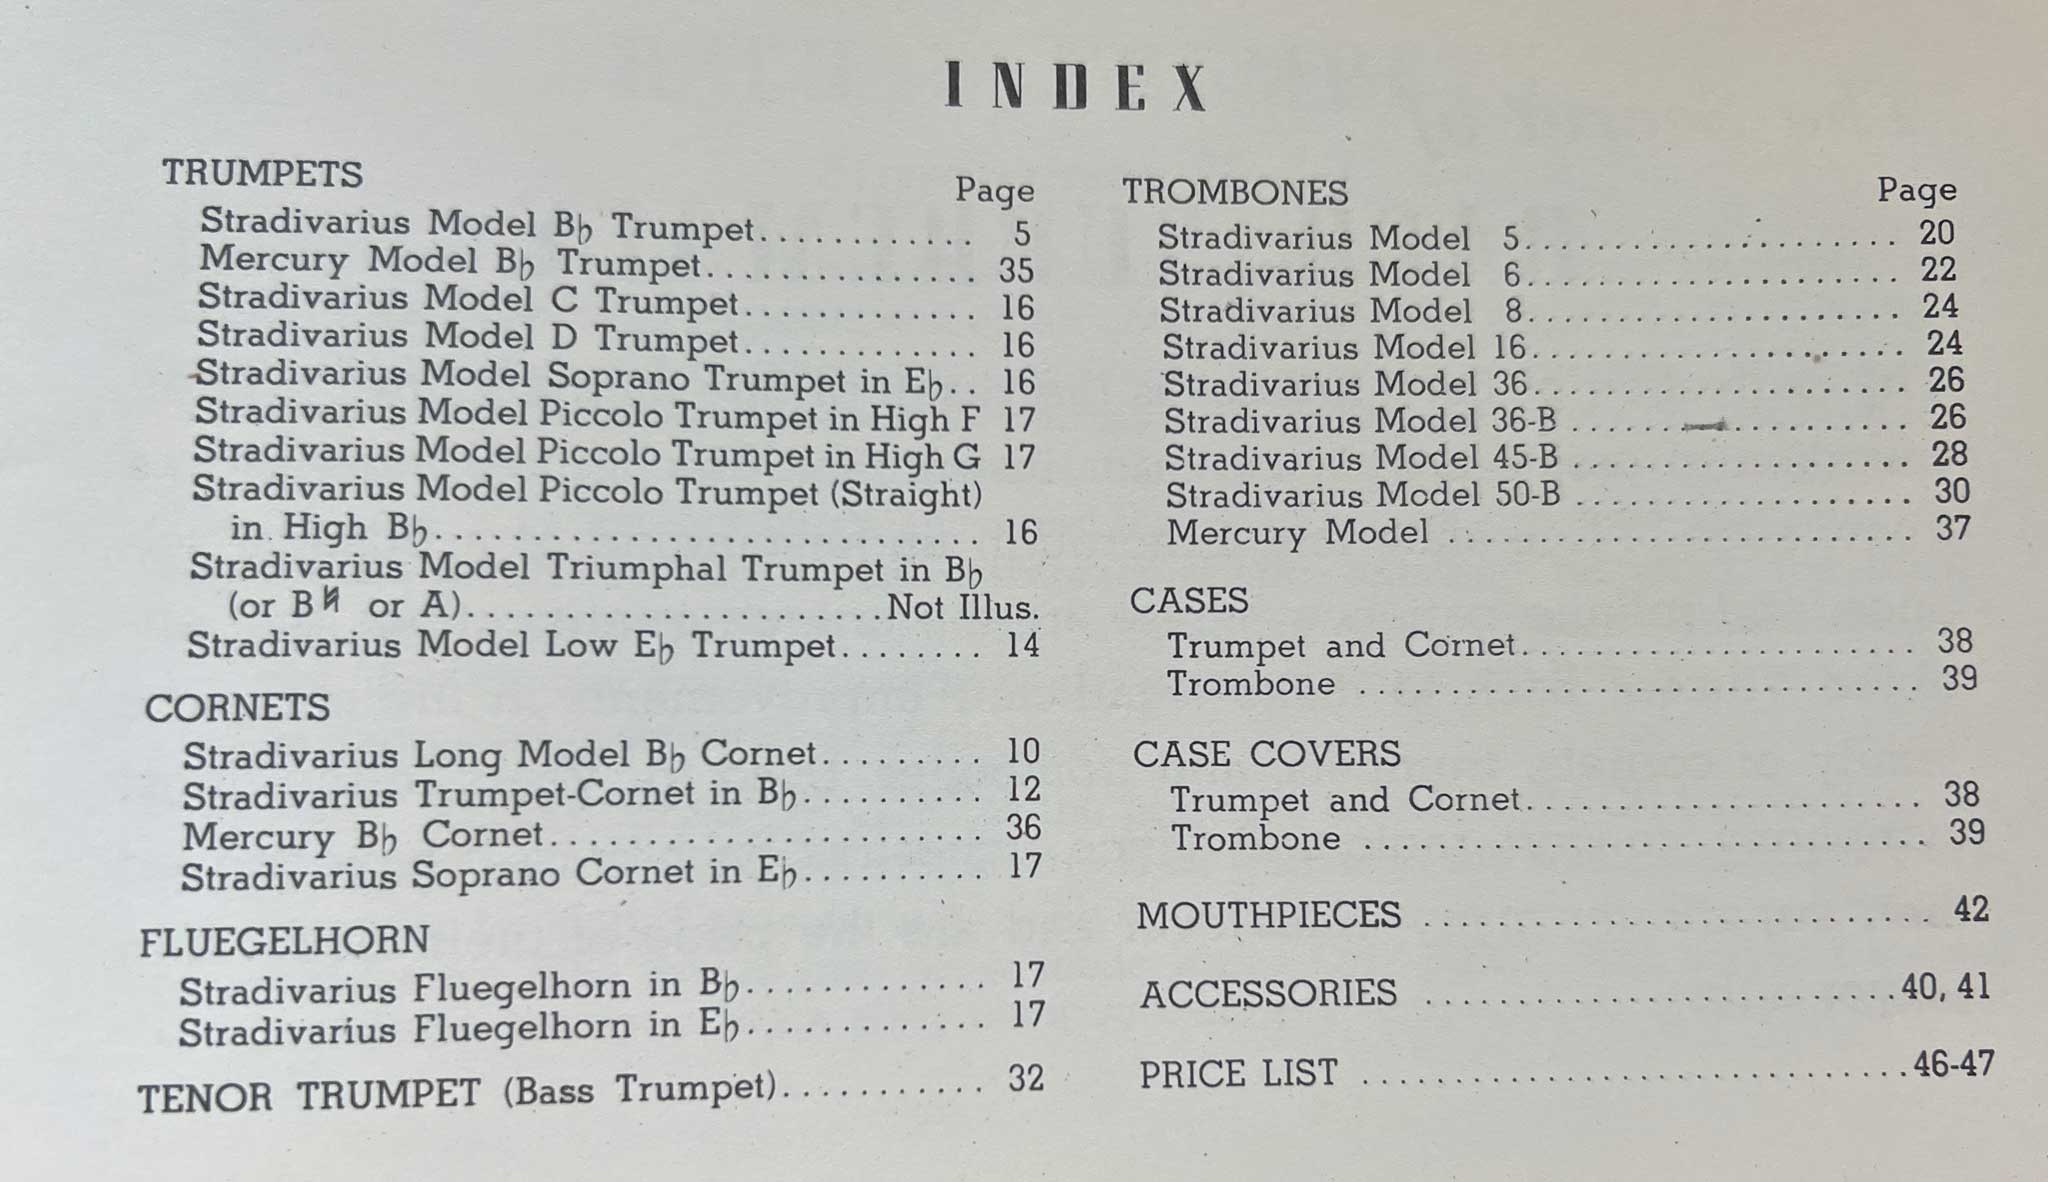 INDEX
TRUMPETS
Page
Stradivarius Model B♭ Trumpet............ 5
Mercury Model B♭ Trumpet.............. 35
Stradivarius Model C Trumpet............. 16
Stradivarius Model D Trumpet............. 16
Stradivarius Model Soprano Trumpet in E♭.. 16
Stradivarius Model Piccolo Trumpet in High F 17
Stradivarius Model Piccolo Trumpet in High G 17
Stradivarius Model Piccolo Trumpet (Straight)
in High B♭............................. 16
Stradivarius Model Triumphal Trumpet in B♭
(or B♮ or A)......................Not Illus.
Stradivarius Model Low E♭ Trumpet........ 14
CORNETS
Stradivarius Long Model B♭ Cornet......... 10
Stradivarius Trumpet-Cornet in B♭.......... 12
Mercury B♭ Cornet....................... 36
Stradivarius Soprano Cornet in E♭.......... 17
FLUEGELHORN
Stradivarius Fluegelhorn in B♭............. 17
Stradivarius Fluegelhorn in E♭............. 17
TENOR TRUMPET (Bass Trumpet)........... 32
TROMBONES
Page
Stradivarius Model 5..................... 20
Stradivarius Model 6..................... 22
Stradivarius Model 8..................... 24
Stradivarius Model 16.................... 24
Stradivarius Model 36.................... 26
Stradivarius Model 36-B .................. 26
Stradivarius Model 45-B .................. 28
Stradivarius Model 50-B .................. 30
Mercury Model ......................... 37
CASES
Trumpet and Cornet...................... 38
Trombone .............................. 39
CASE COVERS
Trumpet and Cornet...................... 38
Trombone .............................. 39
MOUTHPIECES ........................... 42
ACCESSORIES .........................40, 41
PRICE LIST .............................46-47